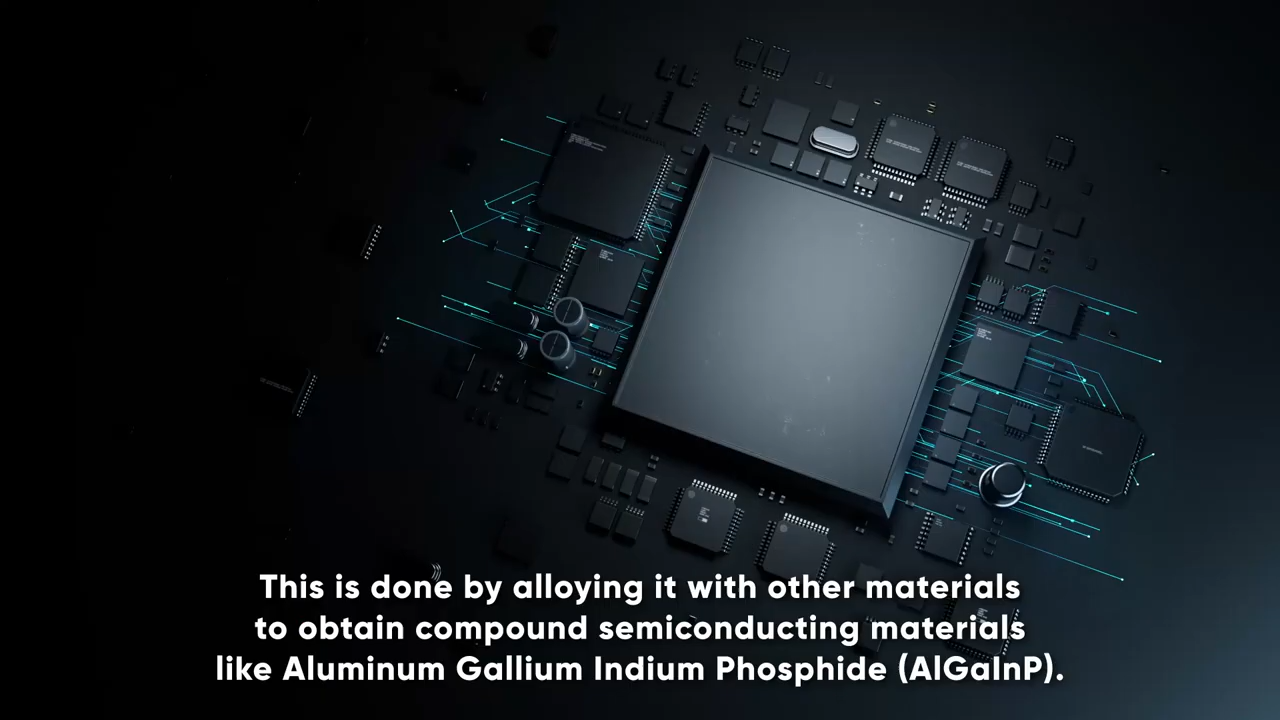 This is done by alloying it with other materials
to obtain compound semiconducting materials
like Aluminum Gallium Indium Phosphide (AlGaInP).